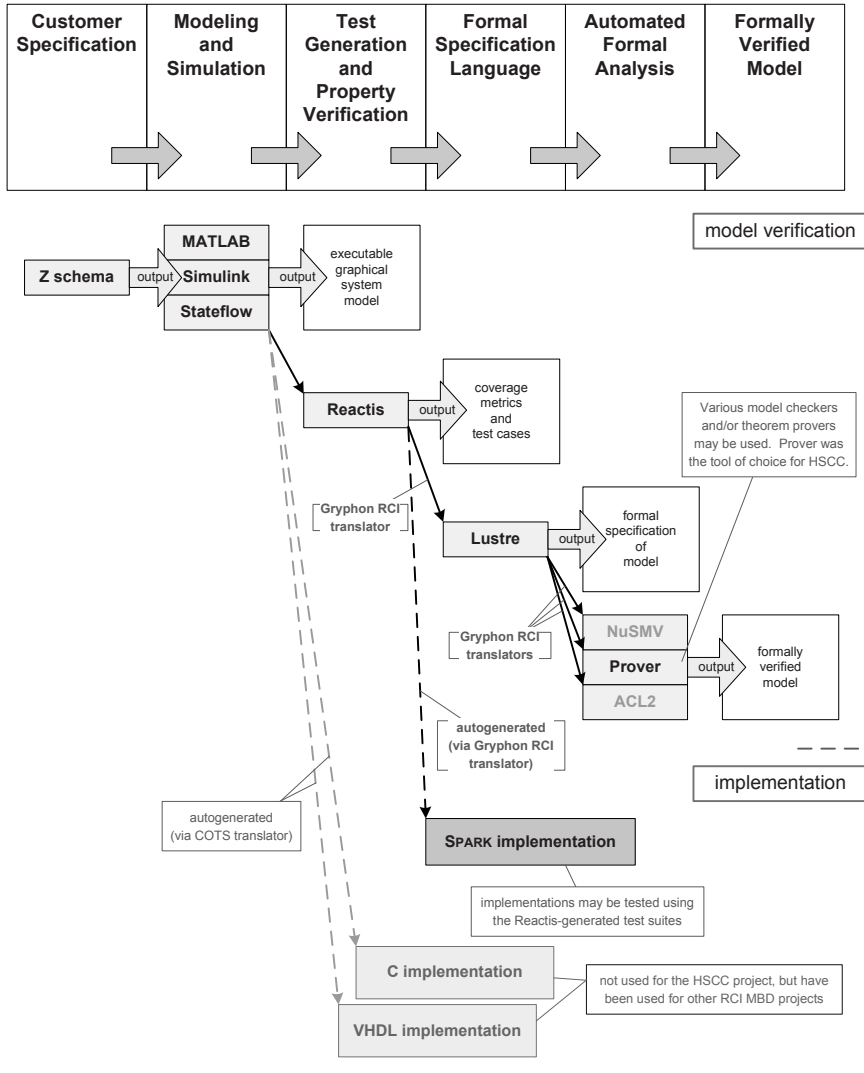 Customer
Specification
Modeling
and
Simulation
Test
Generation
and
Property
Verification
Formal
Specification
Language
Automated
Formal
Analysis
Formally
Verified
Model
model verification
Z schema
output
MATLAB
Simulink
Stateflow
output
executable
graphical
system
model
Reactis
output
coverage
metrics
and
test cases
Various model checkers
and/or theorem provers
may be used. Prover was
the tool of choice for HSCC.
Gryphon RCI
translator
Lustre
output
formal
specification
of
model
Gryphon RCI
translators
NuSMV
Prover
ACL2
output
formally
verified
model
autogenerated
(via Gryphon RCI
translator)
implementation
autogenerated
(via COTS translator)
SPARK implementation
implementations may be tested using
the Reactis-generated test suites
C implementation
VHDL implementation
not used for the HSCC project, but have
been used for other RCI MBD projects